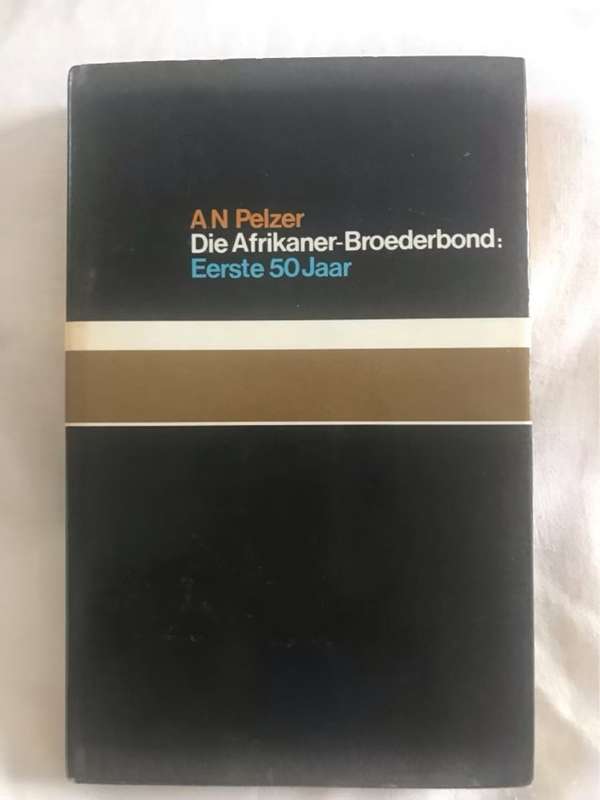 A N Pelzer
Die Afrikaner-Broederbond:
Eerste 50 Jaar